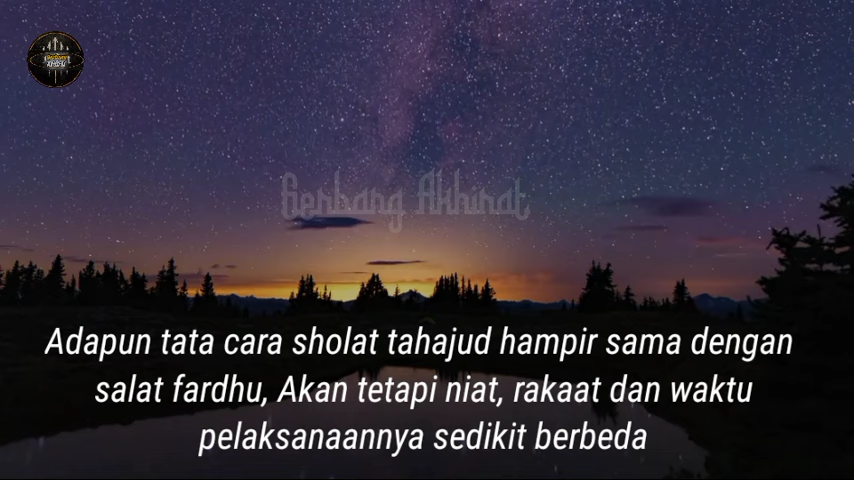 Gerbang Akhirat
Adapun tata cara sholat tahajud hampir sama dengan
salat fardhu, Akan tetapi niat, rakaat dan waktu
pelaksanaannya sedikit berbeda